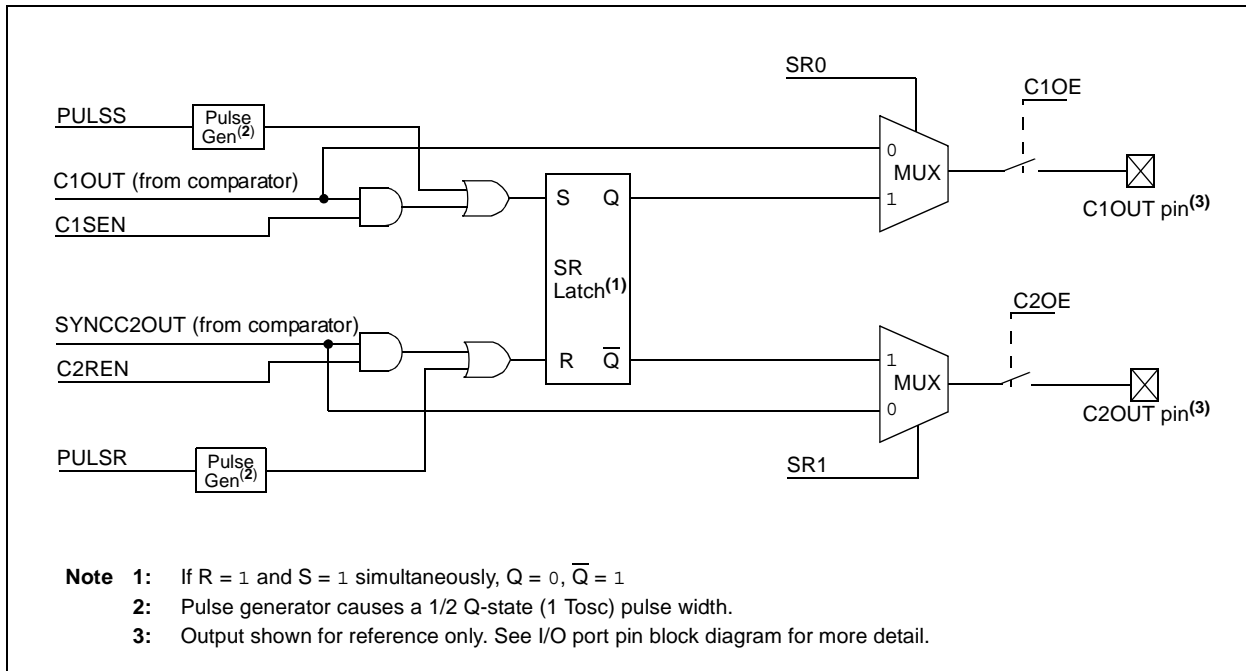 SR0
C1OE
PULSS
Pulse
Gen(2)
0
MUX
C1OUT (from comparator)
S Q
1
C1OUT pin(3)
C1SEN
SR
Latch(1)
SYNCC2OUT (from comparator)
C2OE
R Q̅
1
MUX
C2REN
0
C2OUT pin(3)
PULSR
Pulse
Gen(2)
SR1
Note 1: If R = 1 and S = 1 simultaneously, Q = 0, Q̅ = 1
2: Pulse generator causes a 1/2 Q-state (1 Tosc) pulse width.
3: Output shown for reference only. See I/O port pin block diagram for more detail.